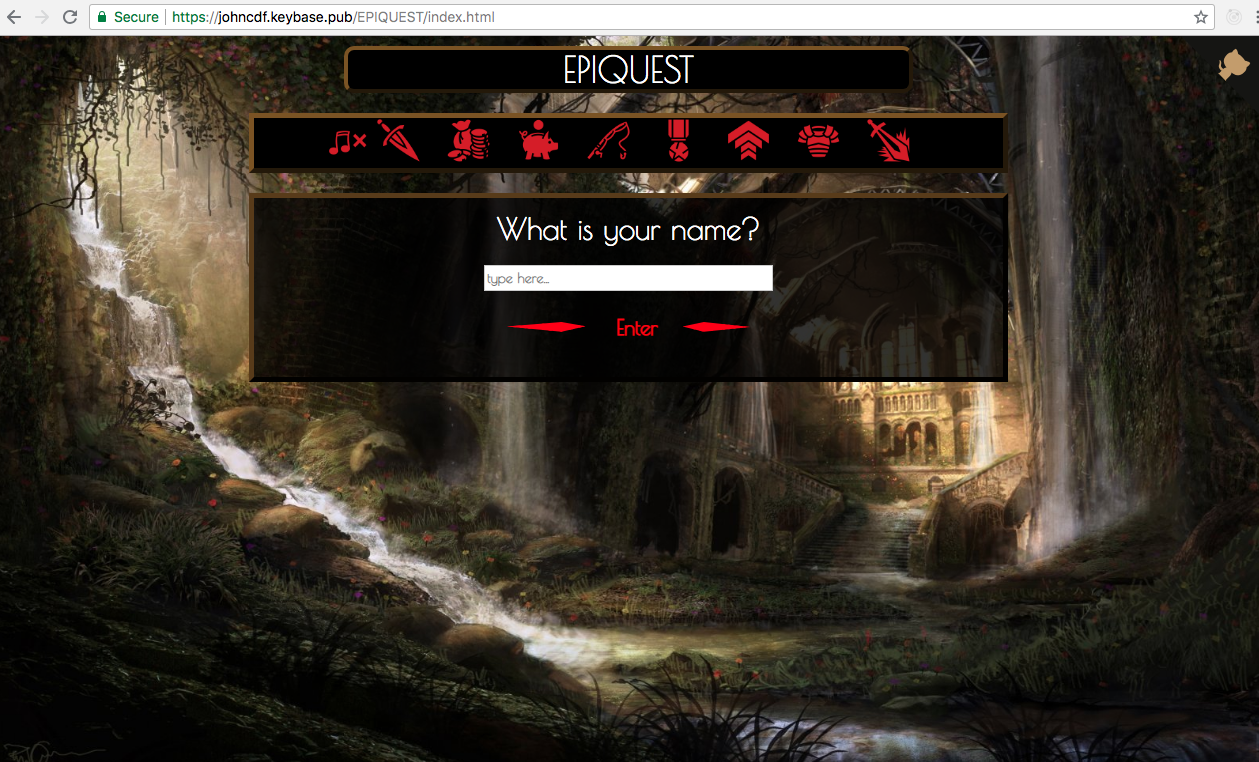 Secure https://johncdf.keybase.pub/EPIQUEST/index.html
EPIQUEST
What is your name?
type here...
Enter